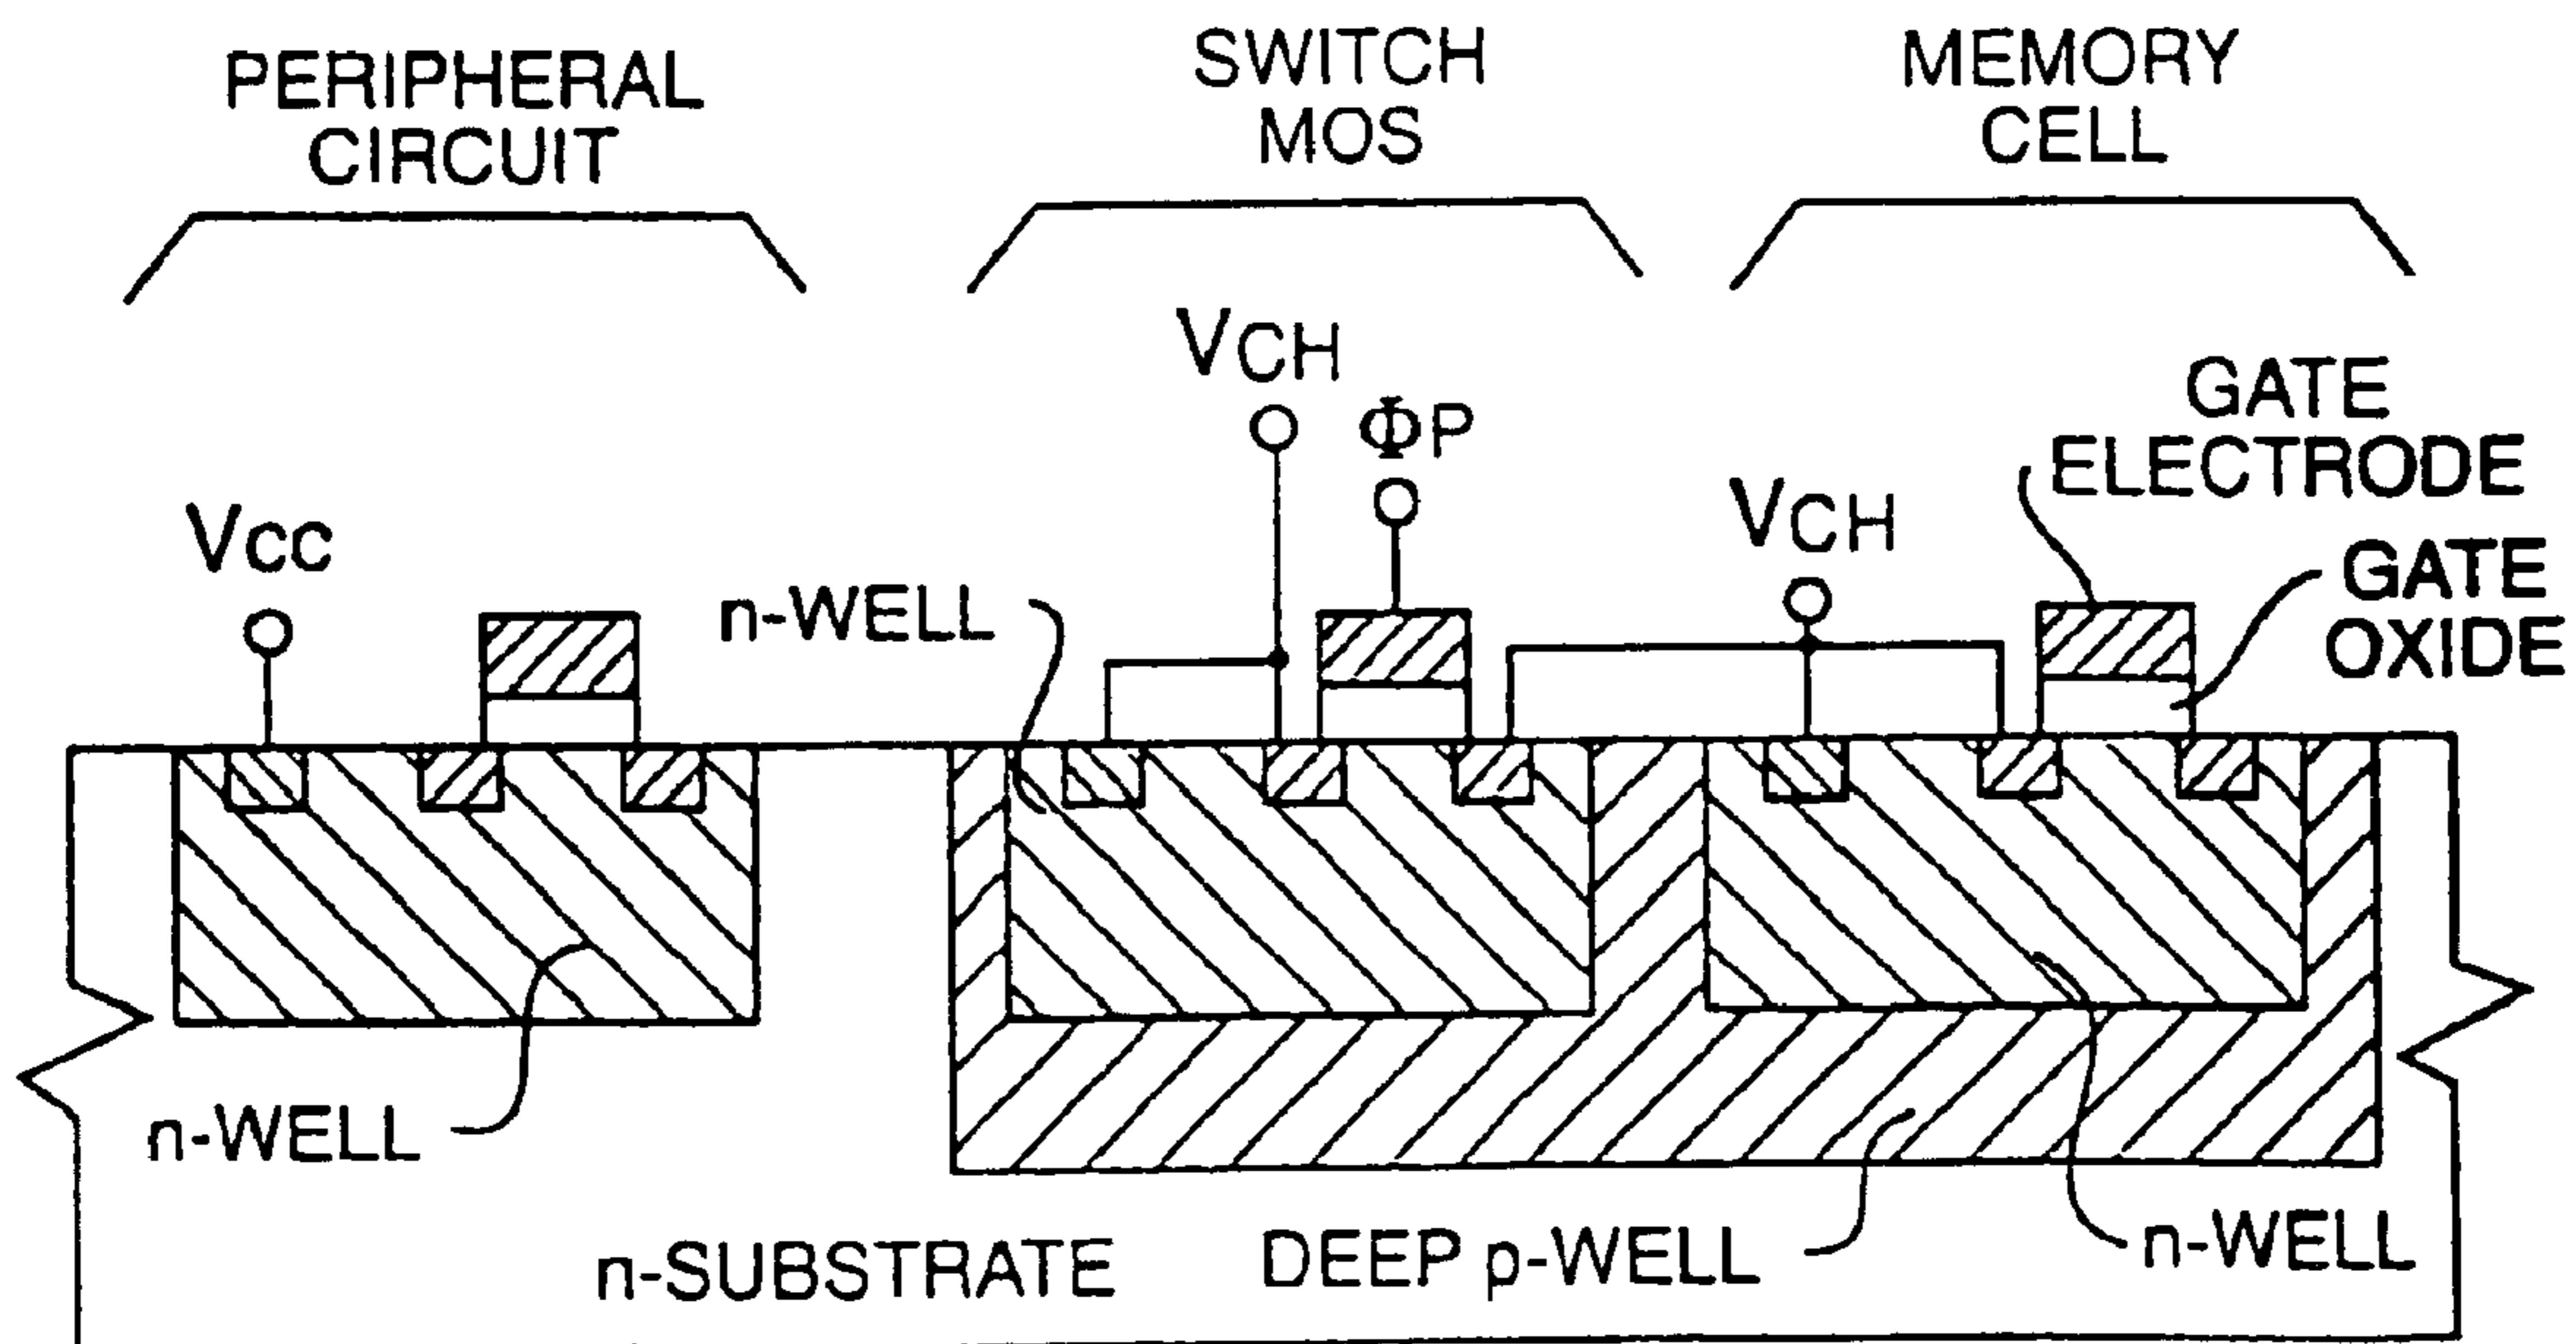 PERIPHERAL
CIRCUIT
SWITCH
MOS
MEMORY
CELL
VCH
ΦP
GATE
ELECTRODE
Vcc
VCH
GATE
OXIDE
n-WELL
n-WELL
n-SUBSTRATE
DEEP p-WELL
n-WELL